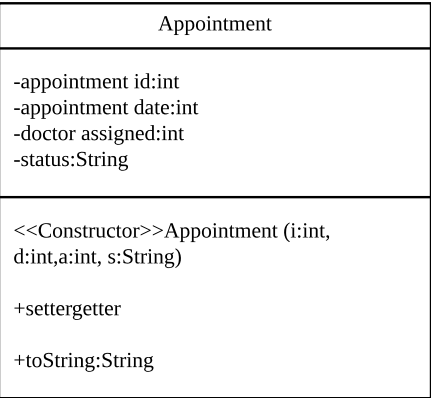 Appointment
-appointment id:int
-appointment date:int
-doctor assigned:int
-status:String
<<Constructor>>Appointment (i:int,
d:int,a:int, s:String)
+settergetter
+toString:String